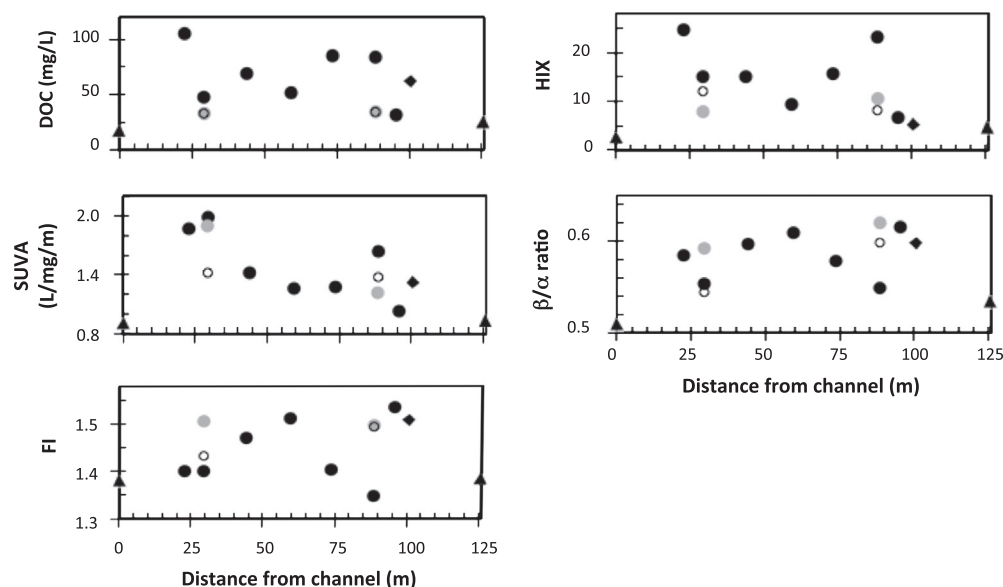 DOC (mg/L)
100
50
0
HIX
20
10
0
SUVA
(L/mg/m)
2.0
1.4
0.8
β/α ratio
0.6
0.5
0 25 50 75 100 125
Distance from channel (m)
FI
1.5
1.4
1.3
0 25 50 75 100 125
Distance from channel (m)